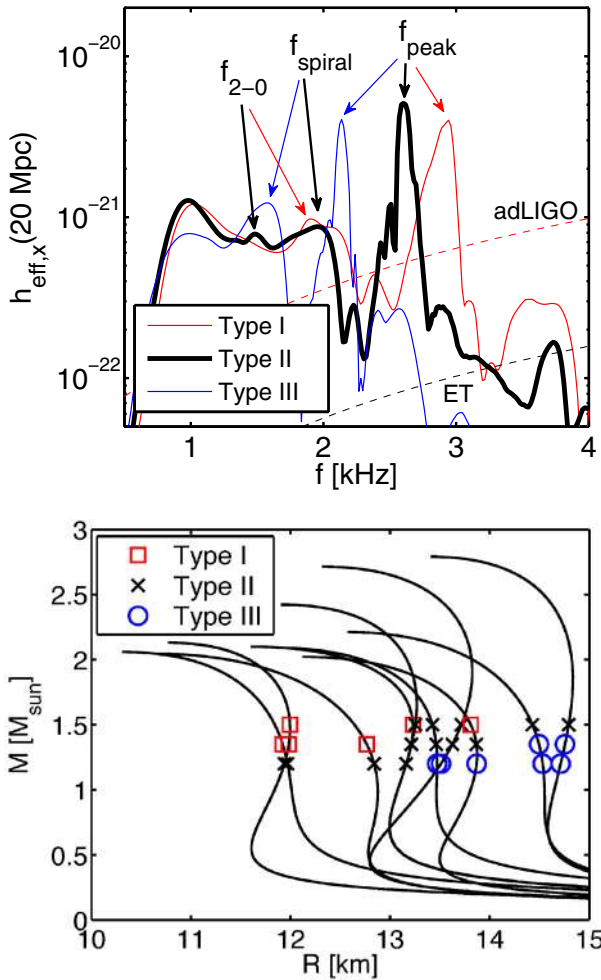 10⁻²⁰
10⁻²¹
10⁻²²
h_eff,x(20 Mpc)
f_2−0
f_spiral
f_peak
adLIGO
ET
Type I
Type II
Type III
1
2
3
4
f [kHz]
3
2.5
2
1.5
1
0.5
0
M [M_sun]
Type I
Type II
Type III
10
11
12
13
14
15
R [km]